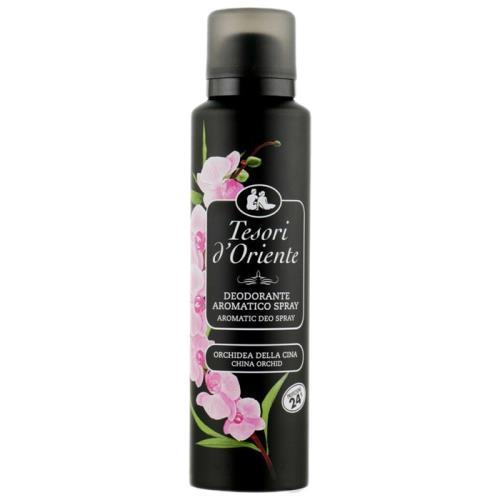 Tesori
d'Oriente
DEODORANTE
AROMATICO SPRAY
AROMATIC DEO SPRAY
ORCHIDEA DELLA CINA
CHINA ORCHID
24